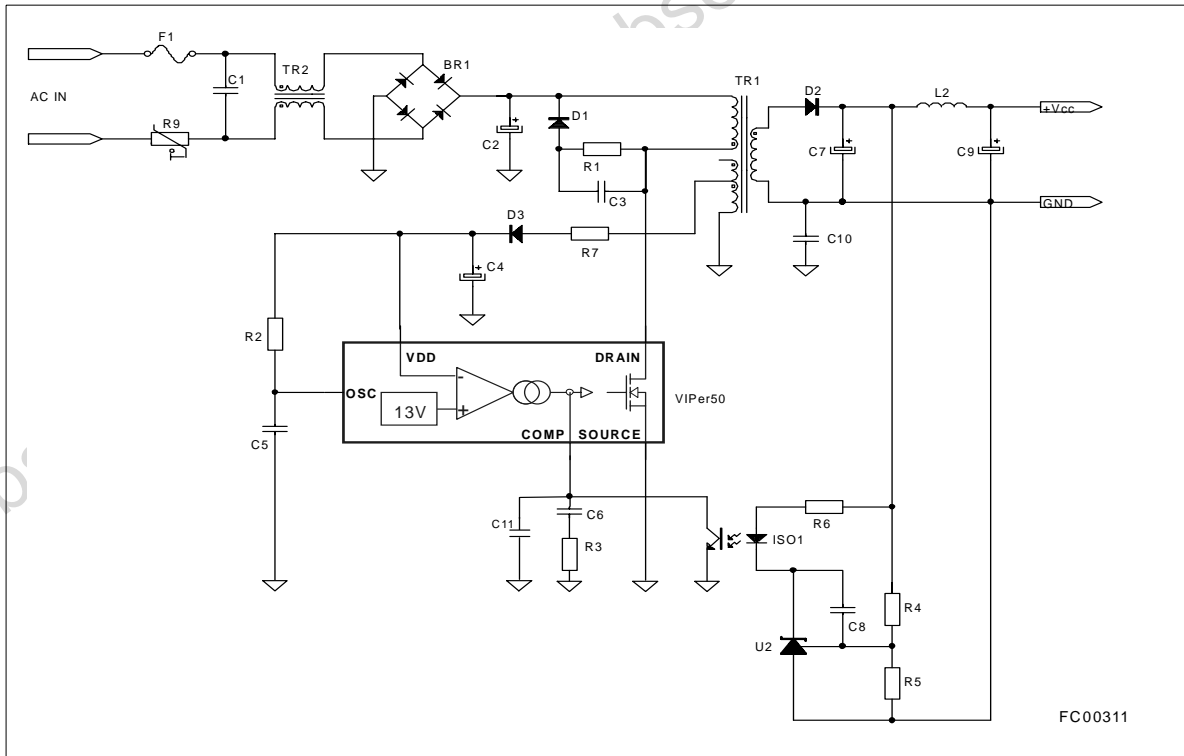 F1
TR2
BR1
C1
AC IN
R9
C2
D1
R1
C3
TR1
D2
L2
+Vcc
C7
C9
GND
C10
D3
R7
C4
R2
VDD
DRAIN
OSC
-
+
13V
VIPer50
COMP SOURCE
C5
C11
C6
R3
R6
ISO1
R4
C8
U2
R5
FC00311